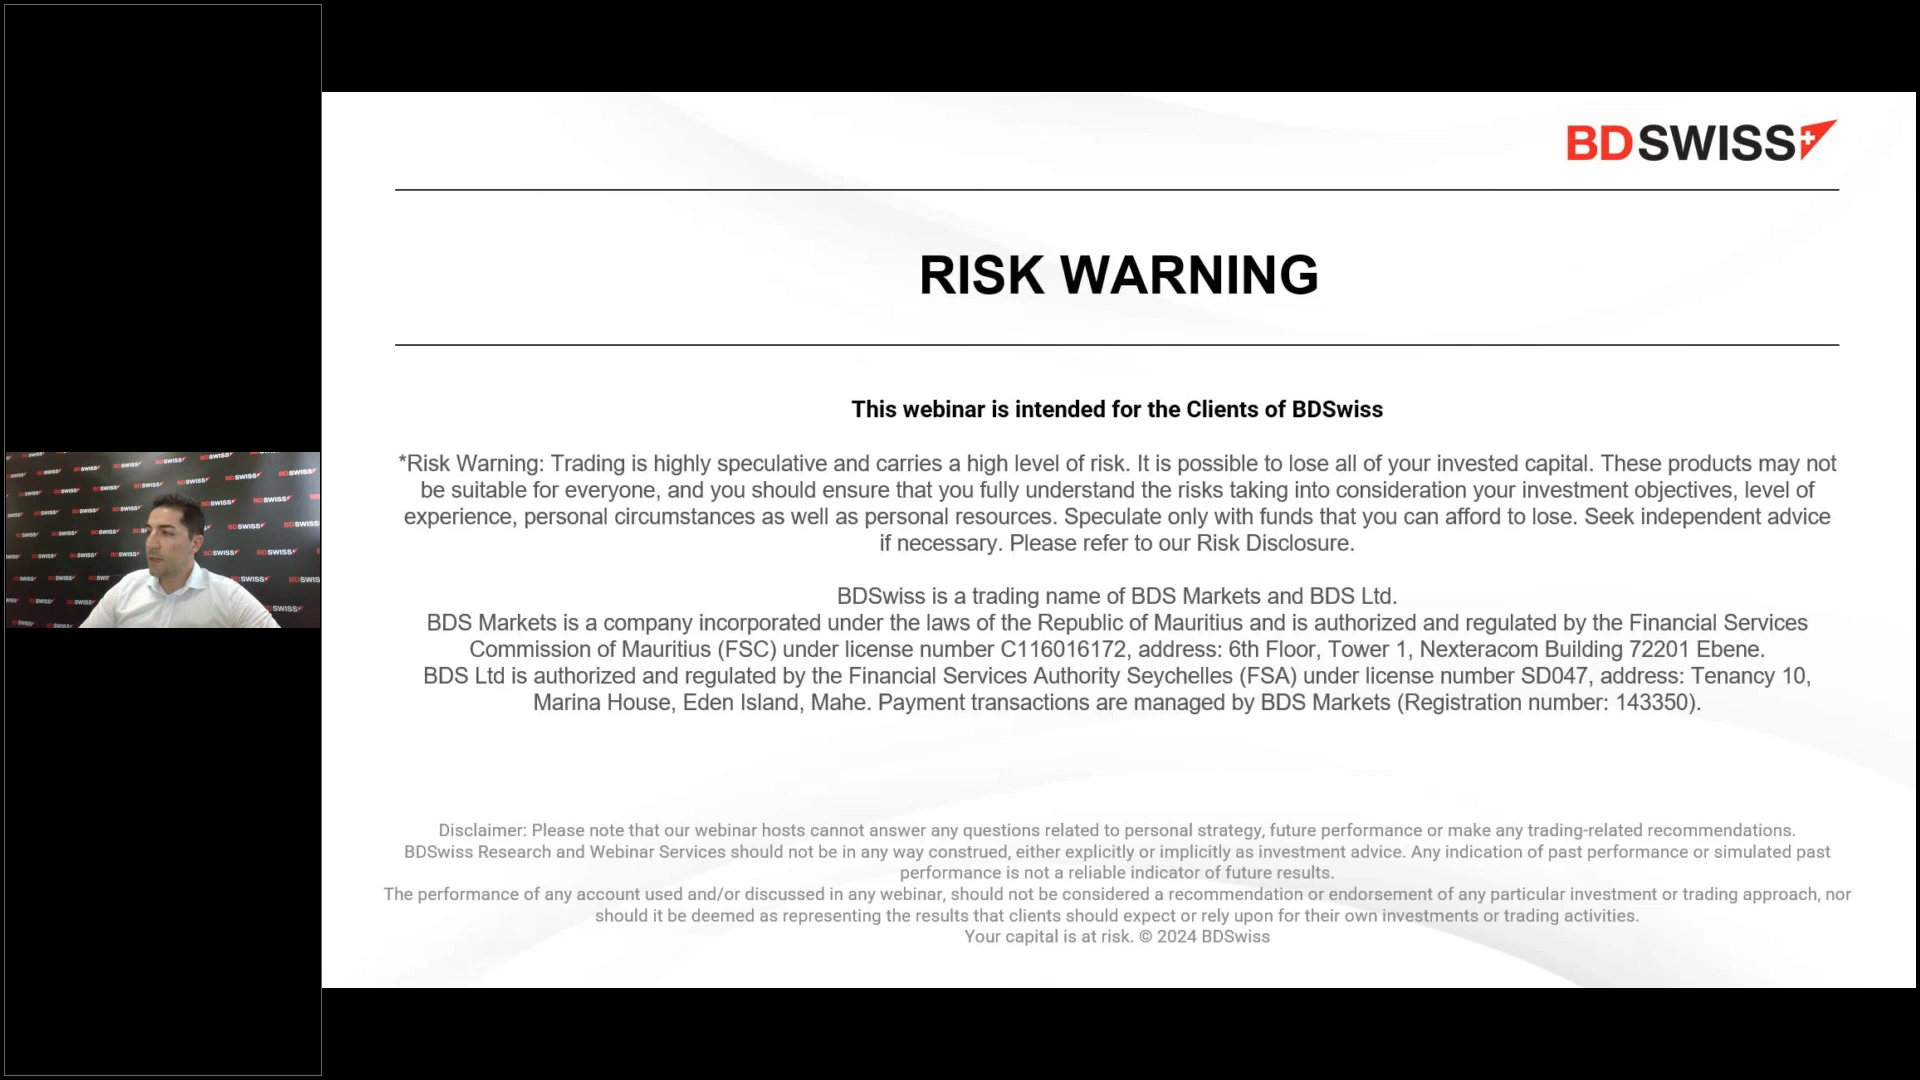 BDSWISS
RISK WARNING
This webinar is intended for the Clients of BDSwiss
*Risk Warning: Trading is highly speculative and carries a high level of risk. It is possible to lose all of your invested capital. These products may not
be suitable for everyone, and you should ensure that you fully understand the risks taking into consideration your investment objectives, level of
experience, personal circumstances as well as personal resources. Speculate only with funds that you can afford to lose. Seek independent advice
if necessary. Please refer to our Risk Disclosure.
BDSwiss is a trading name of BDS Markets and BDS Ltd.
BDS Markets is a company incorporated under the laws of the Republic of Mauritius and is authorized and regulated by the Financial Services
Commission of Mauritius (FSC) under license number C116016172, address: 6th Floor, Tower 1, Nexteracom Building 72201 Ebene.
BDS Ltd is authorized and regulated by the Financial Services Authority Seychelles (FSA) under license number SD047, address: Tenancy 10,
Marina House, Eden Island, Mahe. Payment transactions are managed by BDS Markets (Registration number: 143350).
Disclaimer: Please note that our webinar hosts cannot answer any questions related to personal strategy, future performance or make any trading-related recommendations.
BDSwiss Research and Webinar Services should not be in any way construed, either explicitly or implicitly as investment advice. Any indication of past performance or simulated past
performance is not a reliable indicator of future results.
The performance of any account used and/or discussed in any webinar, should not be considered a recommendation or endorsement of any particular investment or trading approach, nor
should it be deemed as representing the results that clients should expect or rely upon for their own investments or trading activities.
Your capital is at risk. © 2024 BDSwiss